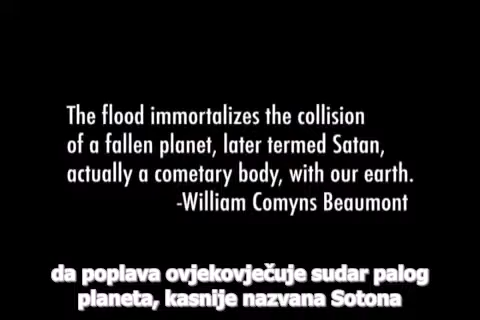 The flood immortalizes the collision
of a fallen planet, later termed Satan,
actually a cometary body, with our earth.
-William Comyns Beaumont
da poplava ovjekovječuje sudar palog
planeta, kasnije nazvana Sotona